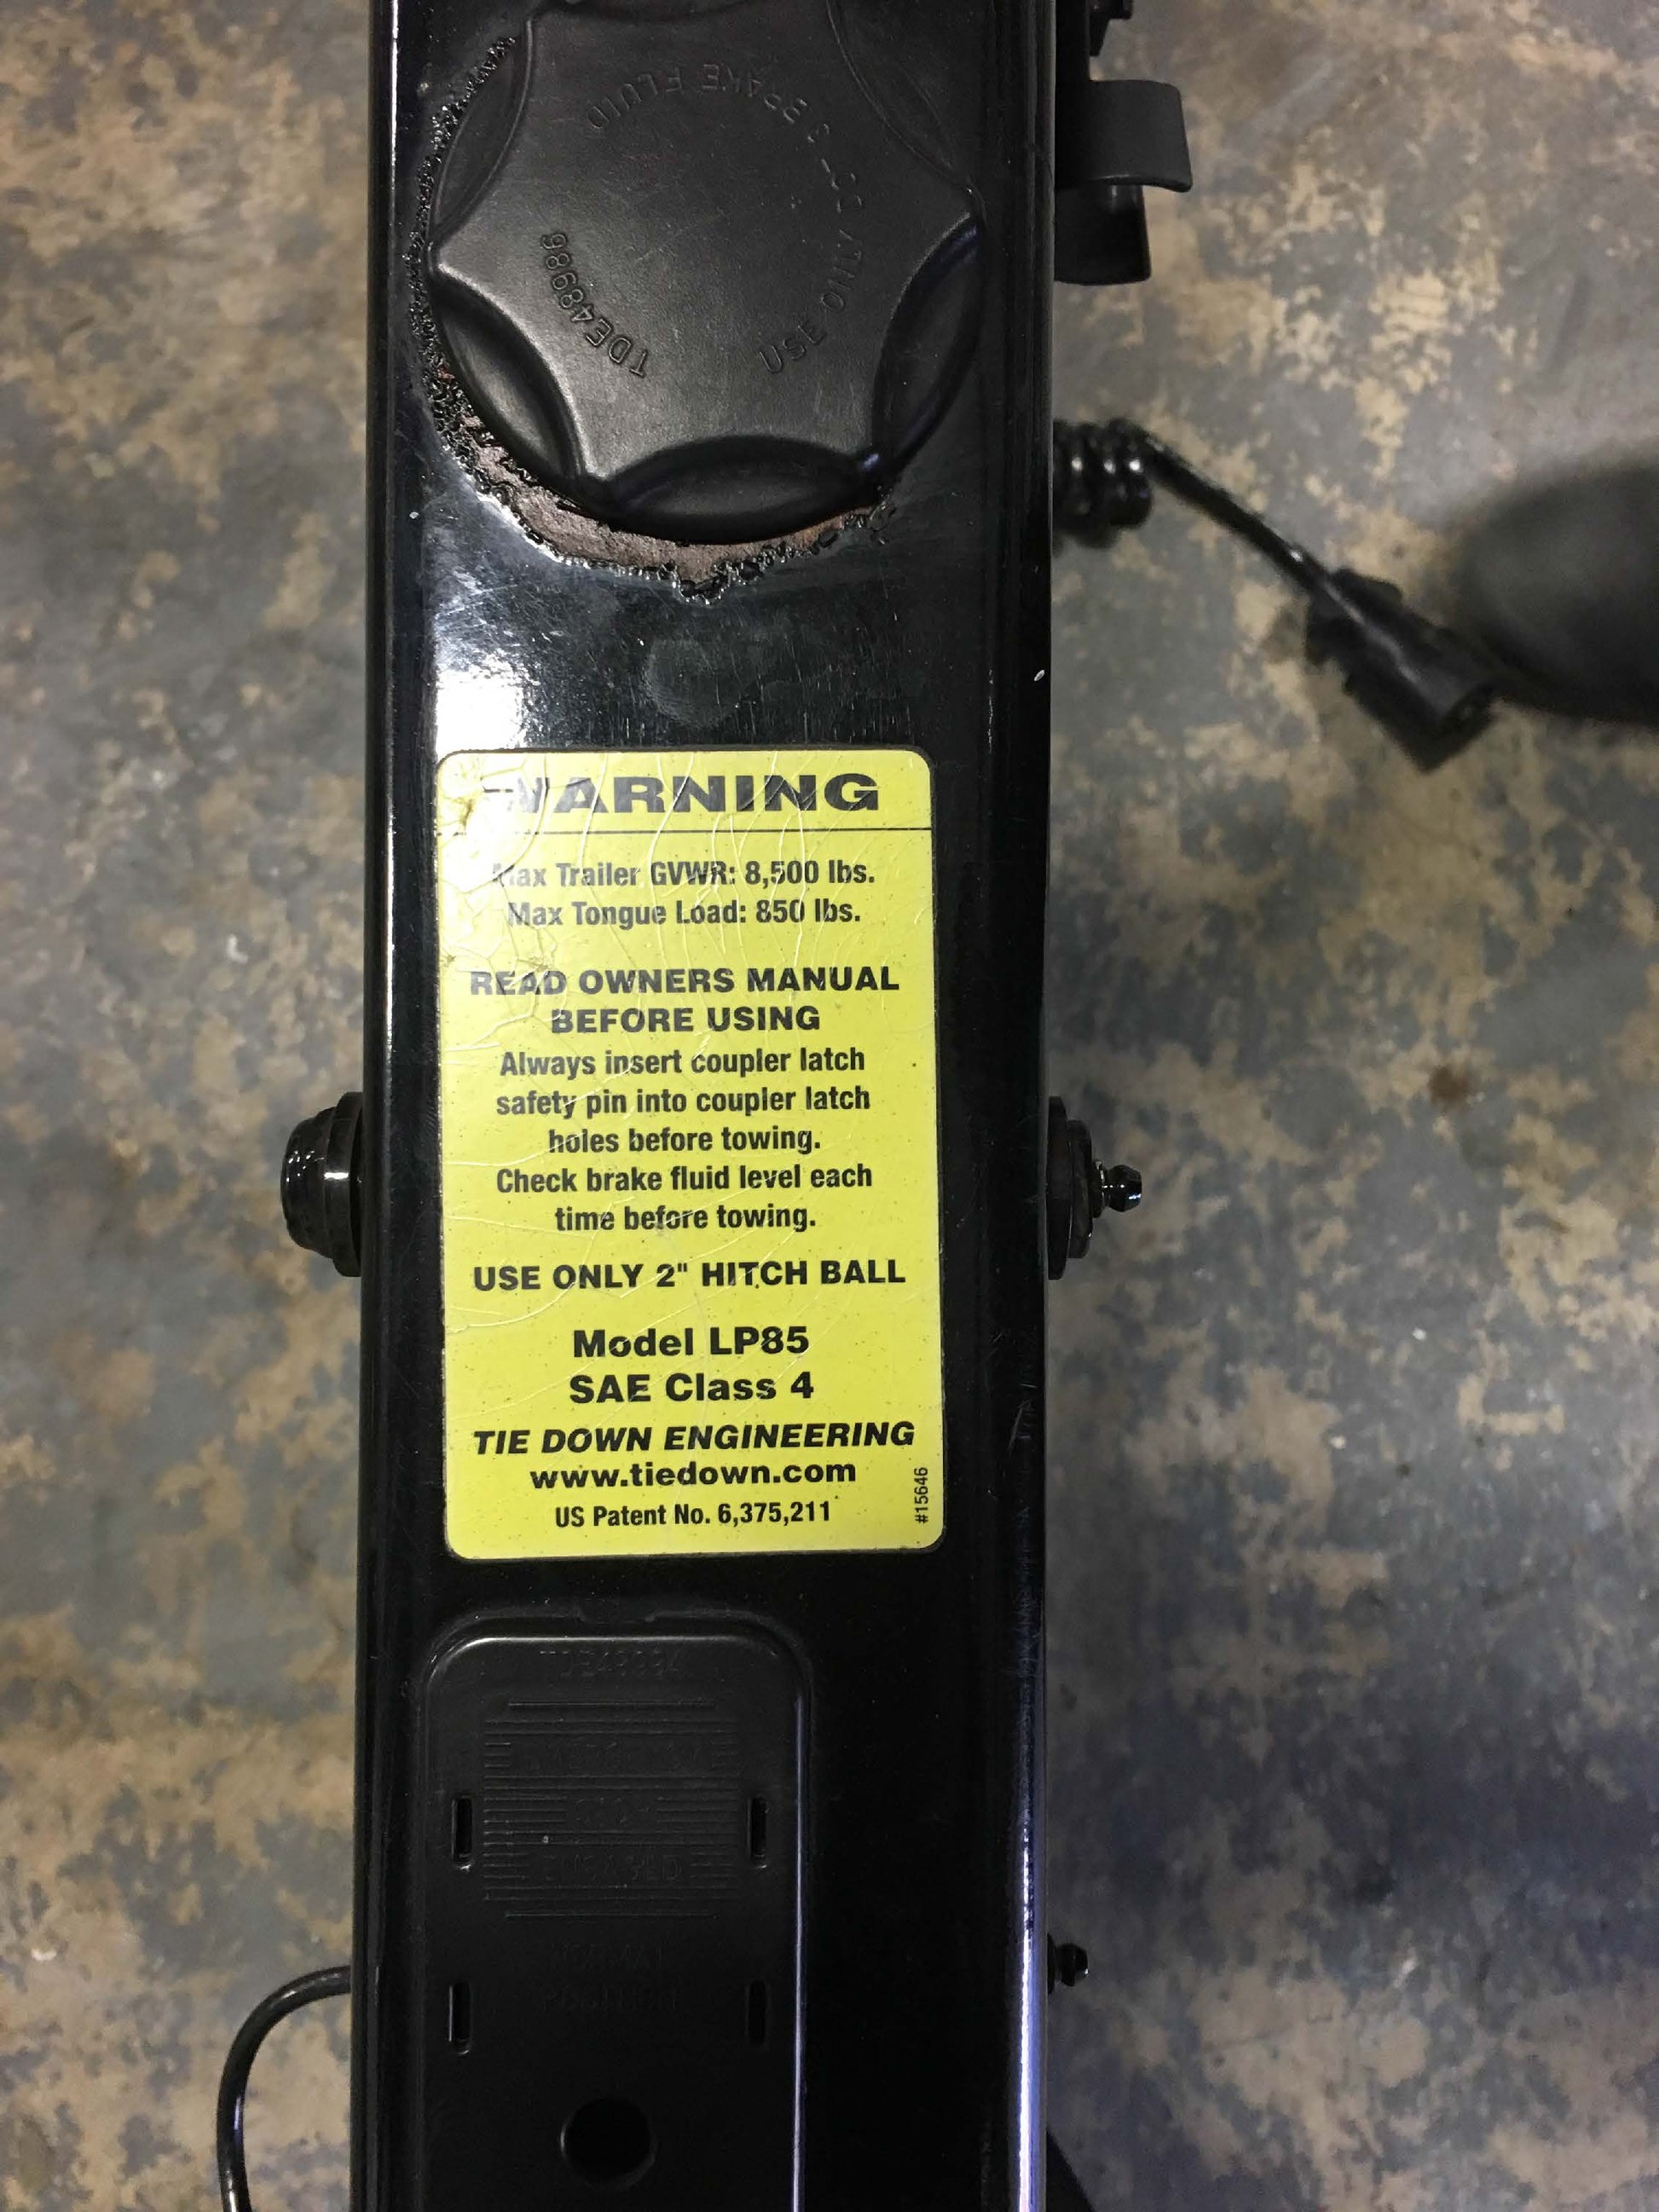 USE ONLY DOT-3 BRAKE FLUID
TDE48986
WARNING
Max Trailer GVWR: 8,500 lbs.
Max Tongue Load: 850 lbs.
READ OWNERS MANUAL
BEFORE USING
Always insert coupler latch
safety pin into coupler latch
holes before towing.
Check brake fluid level each
time before towing.
USE ONLY 2" HITCH BALL
Model LP85
SAE Class 4
TIE DOWN ENGINEERING
www.tiedown.com
US Patent No. 6,375,211
#15646